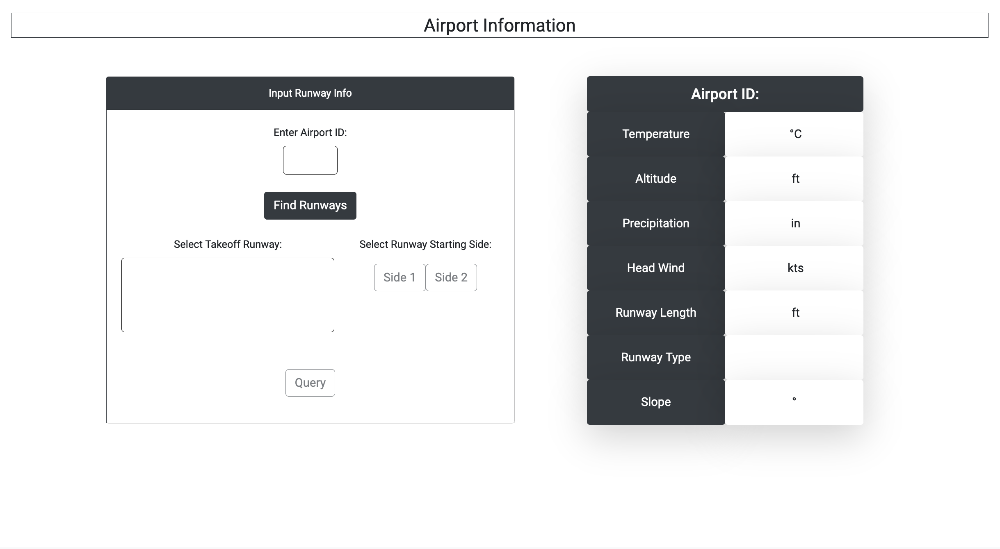 Airport Information
Input Runway Info
Enter Airport ID:
Find Runways
Select Takeoff Runway:
Select Runway Starting Side:
Side 1 Side 2
Query
Airport ID:
Temperature °C
Altitude ft
Precipitation in
Head Wind kts
Runway Length ft
Runway Type
Slope °